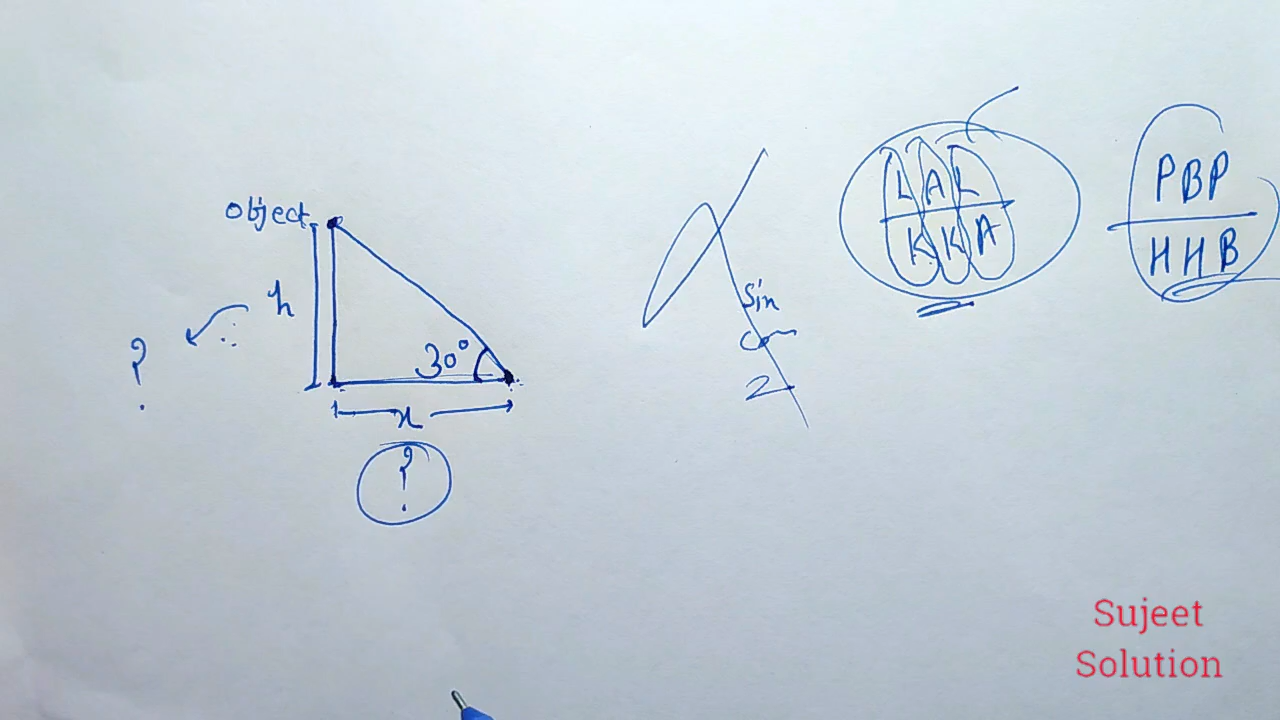 object
h
?
30°
x
?
Sin
LAL
KKA
PBP
HHB
Sujeet
Solution